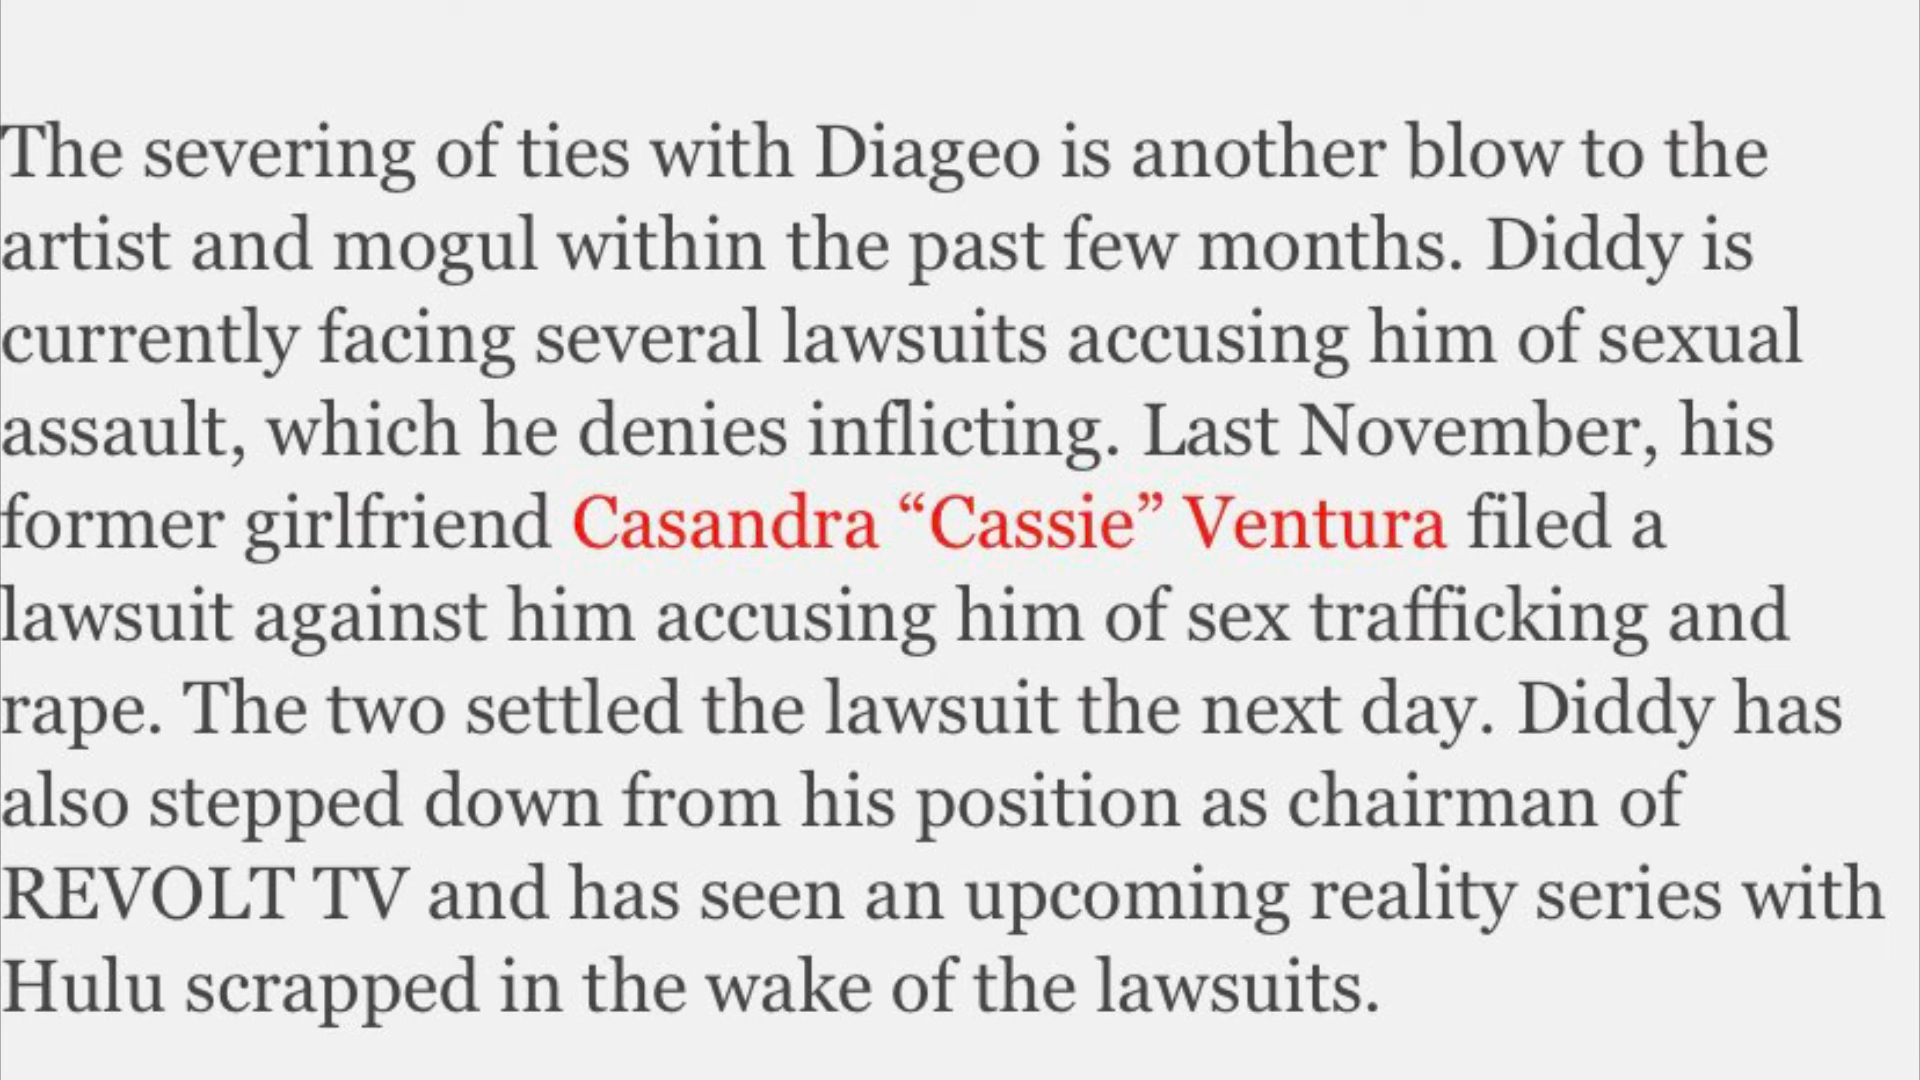 The severing of ties with Diageo is another blow to the
artist and mogul within the past few months. Diddy is
currently facing several lawsuits accusing him of sexual
assault, which he denies inflicting. Last November, his
former girlfriend Casandra “Cassie” Ventura filed a
lawsuit against him accusing him of sex trafficking and
rape. The two settled the lawsuit the next day. Diddy has
also stepped down from his position as chairman of
REVOLT TV and has seen an upcoming reality series with
Hulu scrapped in the wake of the lawsuits.